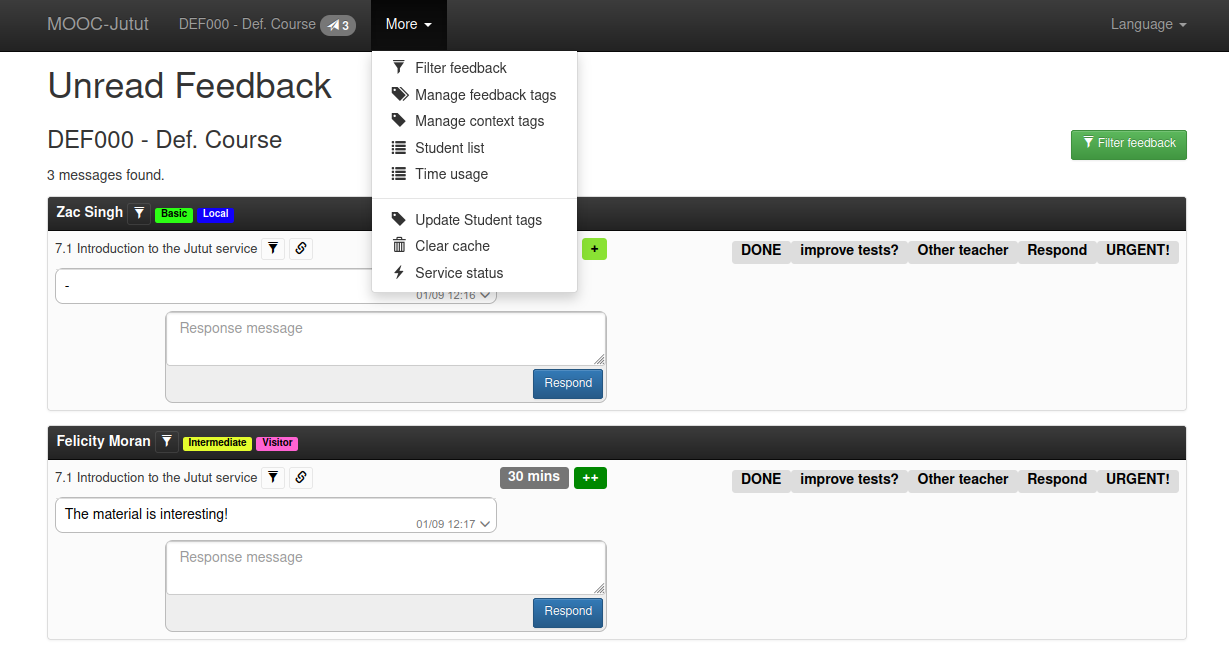 MOOC-Jutut DEF000 - Def. Course 3 More Language
Filter feedback
Manage feedback tags
Manage context tags
Student list
Time usage
Update Student tags
Clear cache
Service status
Unread Feedback
DEF000 - Def. Course
Filter feedback
3 messages found.
Zac Singh Basic Local
7.1 Introduction to the Jutut service + DONE improve tests? Other teacher Respond URGENT!
-
01/09 12:16
Response message
Respond
Felicity Moran Intermediate Visitor
7.1 Introduction to the Jutut service 30 mins ++ DONE improve tests? Other teacher Respond URGENT!
The material is interesting!
01/09 12:17
Response message
Respond